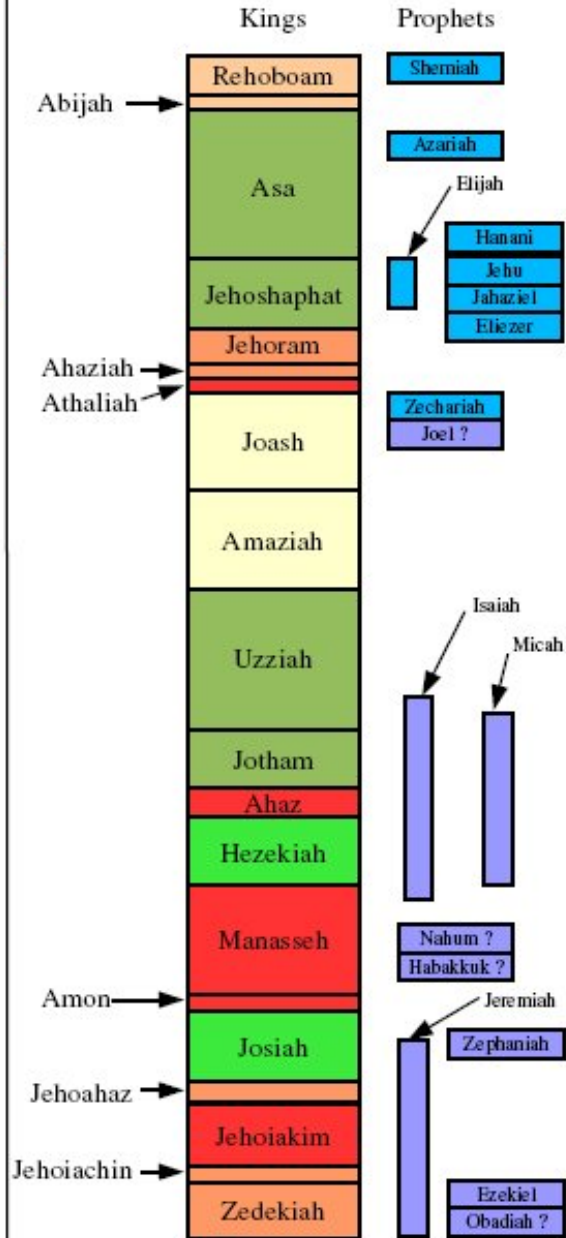 Kings Prophets
Rehoboam
Shemiah
Abijah
Azariah
Asa
Elijah
Hanani
Jehu
Jehoshaphat
Jahaziel
Eliezer
Jehoram
Ahaziah
Athaliah
Zechariah
Joash
Joel ?
Amaziah
Isaiah
Micah
Uzziah
Jotham
Ahaz
Hezekiah
Manasseh
Nahum ?
Habakkuk ?
Amon
Jeremiah
Josiah
Zephaniah
Jehoahaz
Jehoiakim
Jehoiachin
Ezekiel
Zedekiah
Obadiah ?